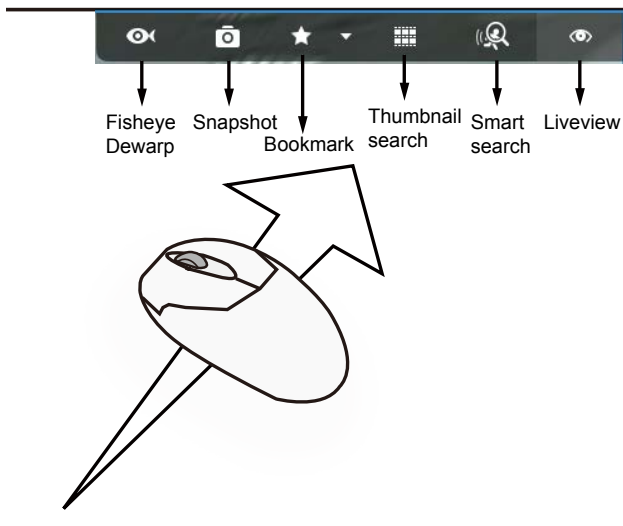 Fisheye
Dewarp
Snapshot
Bookmark
Thumbnail
search
Smart
search
Liveview